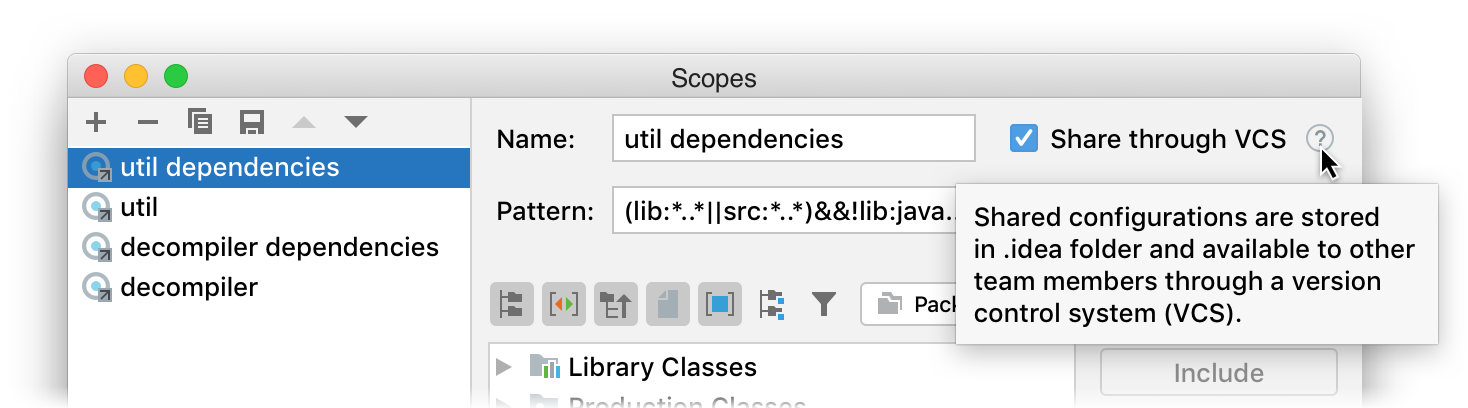 Scopes
util dependencies
util
decompiler dependencies
decompiler
Name:
util dependencies
Share through VCS
?
Pattern:
(lib:*..*||src:*..*)&&!lib:java..
Shared configurations are stored
in .idea folder and available to other
team members through a version
control system (VCS).
Library Classes
Production Classes
Include